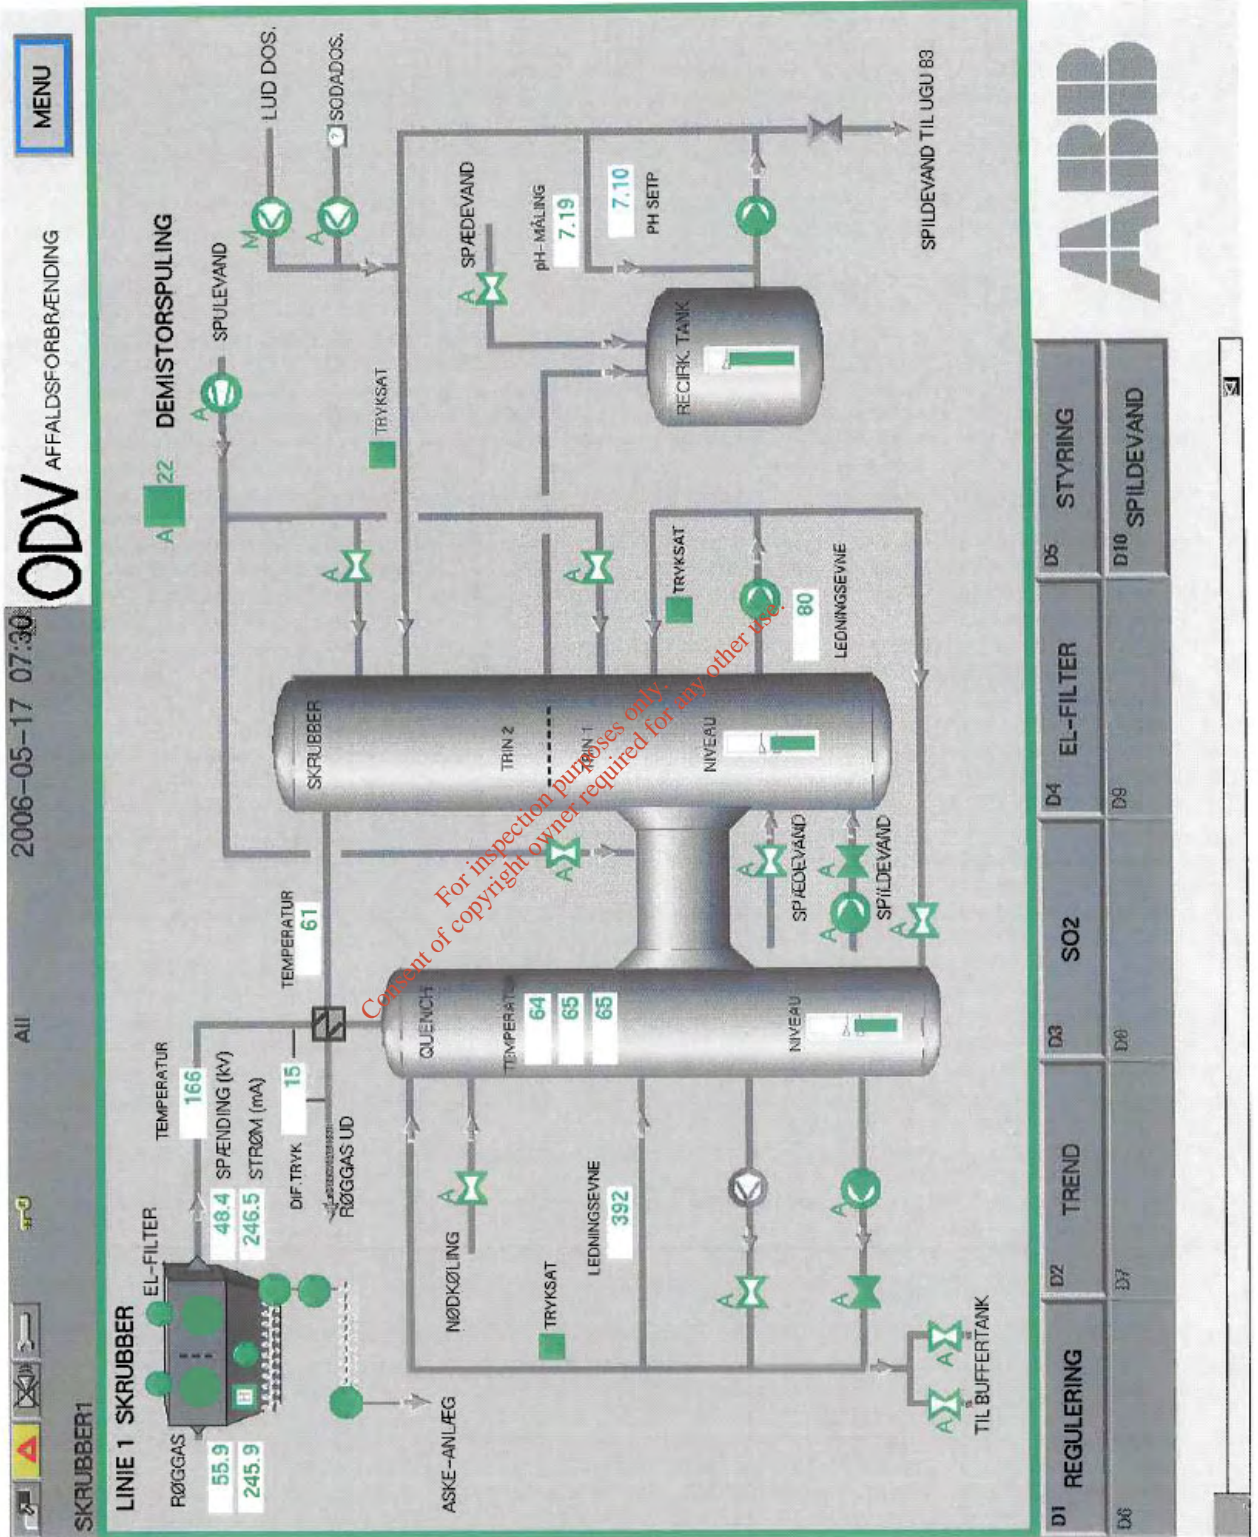 SKRUBBER1
All
2006-05-17 07:30
ODV AFFALDSFORBRÆNDING
MENU
LINIE 1 SKRUBBER
A 22 DEMISTORSPULING
RØGGAS
55.9
245.9
EL-FILTER
H
48.4 SPÆNDING (kV)
246.5 STRØM (mA)
TEMPERATUR
166
DIF.TRYK
15
RØGGAS UD
TEMPERATUR
61
ASKE-ANLÆG
SPULEVAND
A
LUD DOS.
M
SODADOS.
?
A
SKRUBBER
TRIN 2
TRIN 1
NIVEAU
A
A
A
TRYKSAT
SPÆDEVAND
A
pH-MÅLING
7.19
7.10
PH SETP
RECIRK. TANK
SPILDEVAND TIL UGU 83
QUENCH
TEMPERATUR
64
65
65
NIVEAU
NØDKØLING
A
TRYKSAT
LEDNINGSEVNE
392
A
A
A
A
A
TIL BUFFERTANK
SPÆDEVAND
A
SPILDEVAND
A
A
A
TRYKSAT
A
LEDNINGSEVNE
80
For inspection purposes only.
Consent of copyright owner required for any other use.
D1 REGULERING
D2 TREND
D3 SO2
D4 EL-FILTER
D5 STYRING
D6
D7
D8
D9
D10 SPILDEVAND
ABB